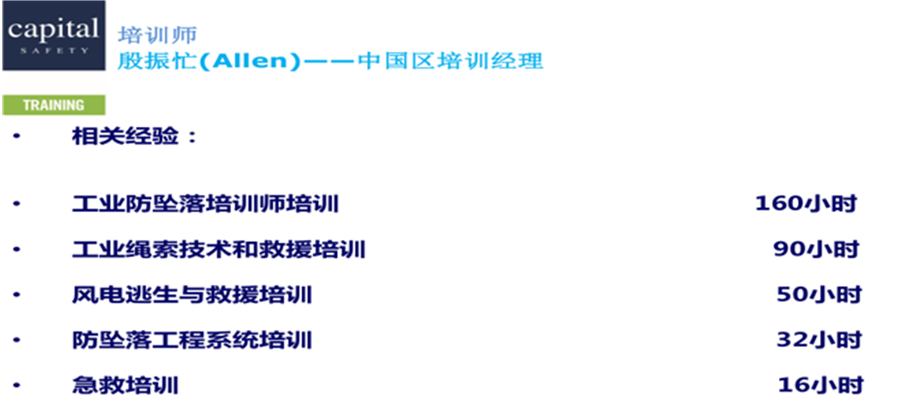 capital
SAFETY
培训师
殷振忙(Allen)——中国区培训经理
TRAINING
• 相关经验：
• 工业防坠落培训师培训 160小时
• 工业绳索技术和救援培训 90小时
• 风电逃生与救援培训 50小时
• 防坠落工程系统培训 32小时
• 急救培训 16小时